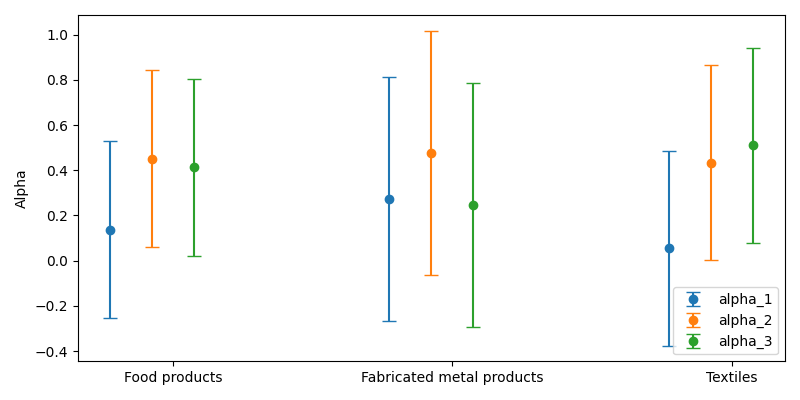 1.0
0.8
0.6
0.4
0.2
0.0
−0.2
−0.4
Alpha
alpha_1
alpha_2
alpha_3
Food products Fabricated metal products Textiles